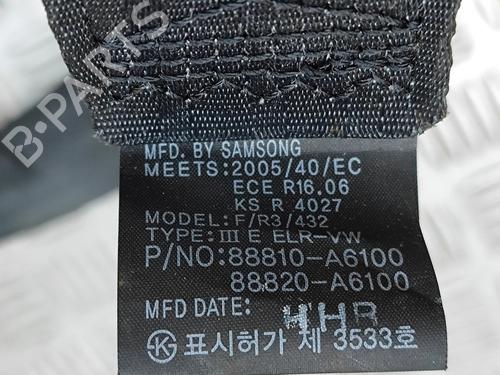 B·PARTS
MFD. BY SAMSONG
MEETS:2005/40/EC
ECE R16.06
KS R 4027
MODEL: F/R3/432
TYPE: III E ELR-VW
P/NO:88810-A6100
88820-A6100
MFD DATE: HHR
표시허가 제 3533호